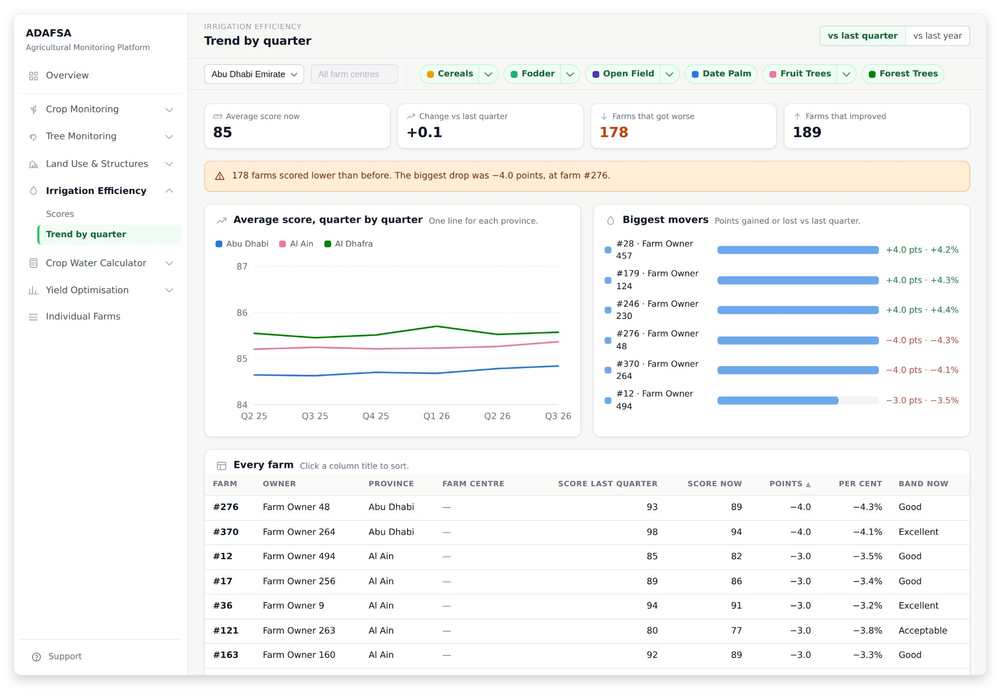 ADAFSA
Agricultural Monitoring Platform
Overview
Crop Monitoring
Tree Monitoring
Land Use & Structures
Irrigation Efficiency
Scores
Trend by quarter
Crop Water Calculator
Yield Optimisation
Individual Farms
Support
IRRIGATION EFFICIENCY
Trend by quarter
vs last quarter vs last year
Abu Dhabi Emirate All farm centres Cereals Fodder Open Field Date Palm Fruit Trees Forest Trees
Average score now
85
Change vs last quarter
+0.1
Farms that got worse
178
Farms that improved
189
178 farms scored lower than before. The biggest drop was −4.0 points, at farm #276.
Average score, quarter by quarter One line for each province.
Abu Dhabi Al Ain Al Dhafra
87
86
85
84
Q2 25 Q3 25 Q4 25 Q1 26 Q2 26 Q3 26
Biggest movers Points gained or lost vs last quarter.
#28 · Farm Owner
457
+4.0 pts · +4.2%
#179 · Farm Owner
124
+4.0 pts · +4.3%
#246 · Farm Owner
230
+4.0 pts · +4.4%
#276 · Farm Owner
48
−4.0 pts · −4.3%
#370 · Farm Owner
264
−4.0 pts · −4.1%
#12 · Farm Owner
494
−3.0 pts · −3.5%
Every farm Click a column title to sort.
FARM OWNER PROVINCE FARM CENTRE SCORE LAST QUARTER SCORE NOW POINTS ▲ PER CENT BAND NOW
#276 Farm Owner 48 Abu Dhabi — 93 89 −4.0 −4.3% Good
#370 Farm Owner 264 Abu Dhabi — 98 94 −4.0 −4.1% Excellent
#12 Farm Owner 494 Al Ain — 85 82 −3.0 −3.5% Good
#17 Farm Owner 256 Al Ain — 89 86 −3.0 −3.4% Good
#36 Farm Owner 9 Al Ain — 94 91 −3.0 −3.2% Excellent
#121 Farm Owner 263 Al Ain — 80 77 −3.0 −3.8% Acceptable
#163 Farm Owner 160 Al Ain — 92 89 −3.0 −3.3% Good